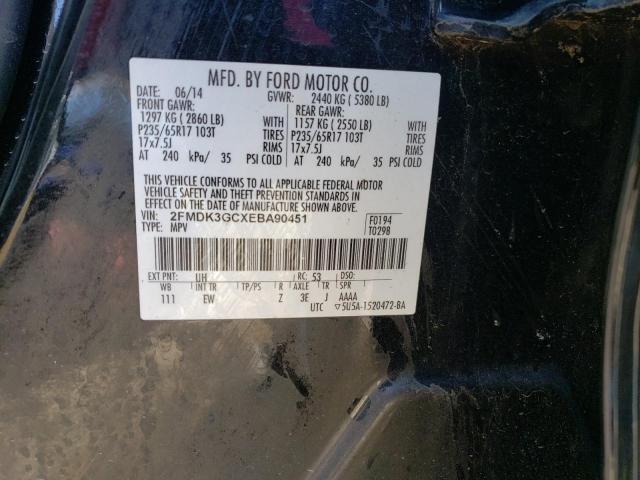 MFD. BY FORD MOTOR CO.
DATE: 06/14 GVWR: 2440 KG ( 5380 LB)
FRONT GAWR: REAR GAWR:
1297 KG ( 2860 LB) WITH 1157 KG ( 2550 LB) WITH
P235/65R17 103T TIRES P235/65R17 103T TIRES
17x7.5J RIMS 17x7.5J RIMS
AT 240 kPa/ 35 PSI COLD AT 240 kPa/ 35 PSI COLD
THIS VEHICLE CONFORMS TO ALL APPLICABLE FEDERAL MOTOR
VEHICLE SAFETY AND THEFT PREVENTION STANDARDS IN
EFFECT ON THE DATE OF MANUFACTURE SHOWN ABOVE.
VIN: 2FMDK3GCXEBA90451 F0194
TYPE: MPV T0298
EXT PNT: UH RC: 53 DSO:
WB INT TR TP/PS R AXLE TR SPR
111 EW Z 3E J AAAA
UTC ▽5U5A-1520472-BA